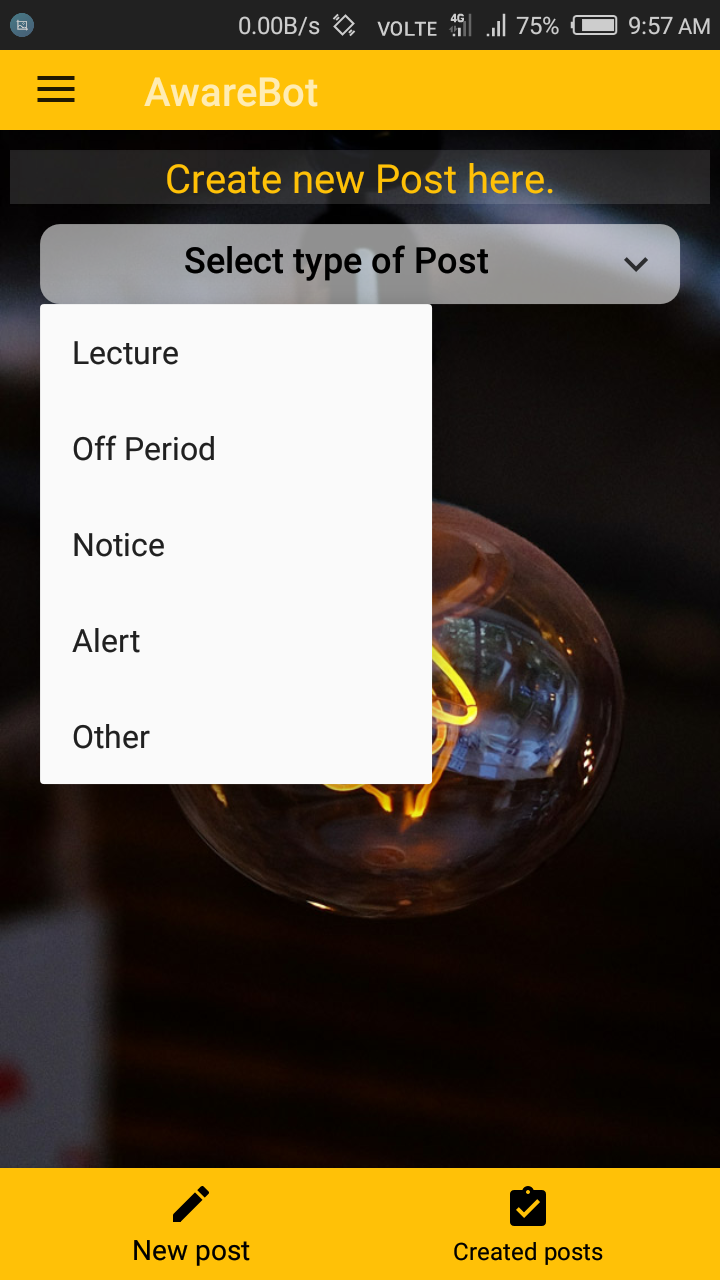 0.00B/s VOLTE 4G 75% 9:57 AM
AwareBot
Create new Post here.
Select type of Post
Lecture
Off Period
Notice
Alert
Other
New post
Created posts